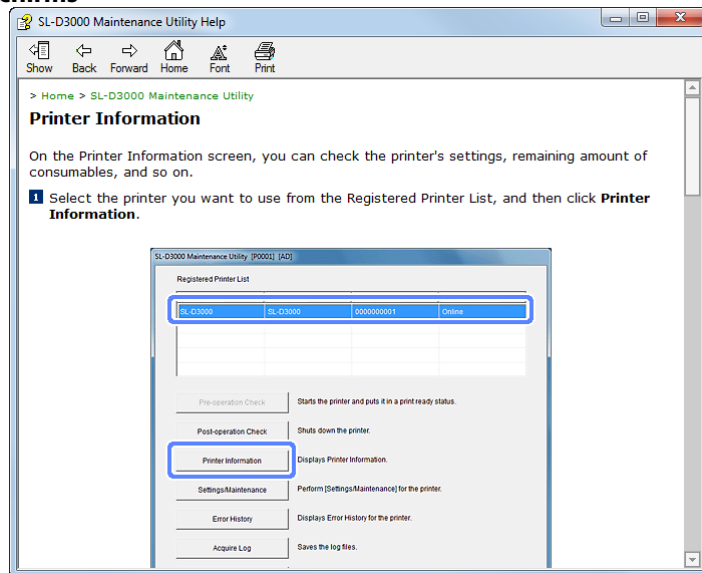 SL-D3000 Maintenance Utility Help
Show Back Forward Home Font Print
> Home > SL-D3000 Maintenance Utility
Printer Information
On the Printer Information screen, you can check the printer's settings, remaining amount of
consumables, and so on.
1 Select the printer you want to use from the Registered Printer List, and then click Printer
Information.
SL-D3000 Maintenance Utility [P0001] [AD]
Registered Printer List
SL-D3000 SL-D3000 0000000001 Online
Pre-operation Check Starts the printer and puts it in a print ready status.
Post-operation Check Shuts down the printer.
Printer Information Displays Printer Information.
Settings/Maintenance Perform [Settings/Maintenance] for the printer.
Error History Displays Error History for the printer.
Acquire Log Saves the log files.